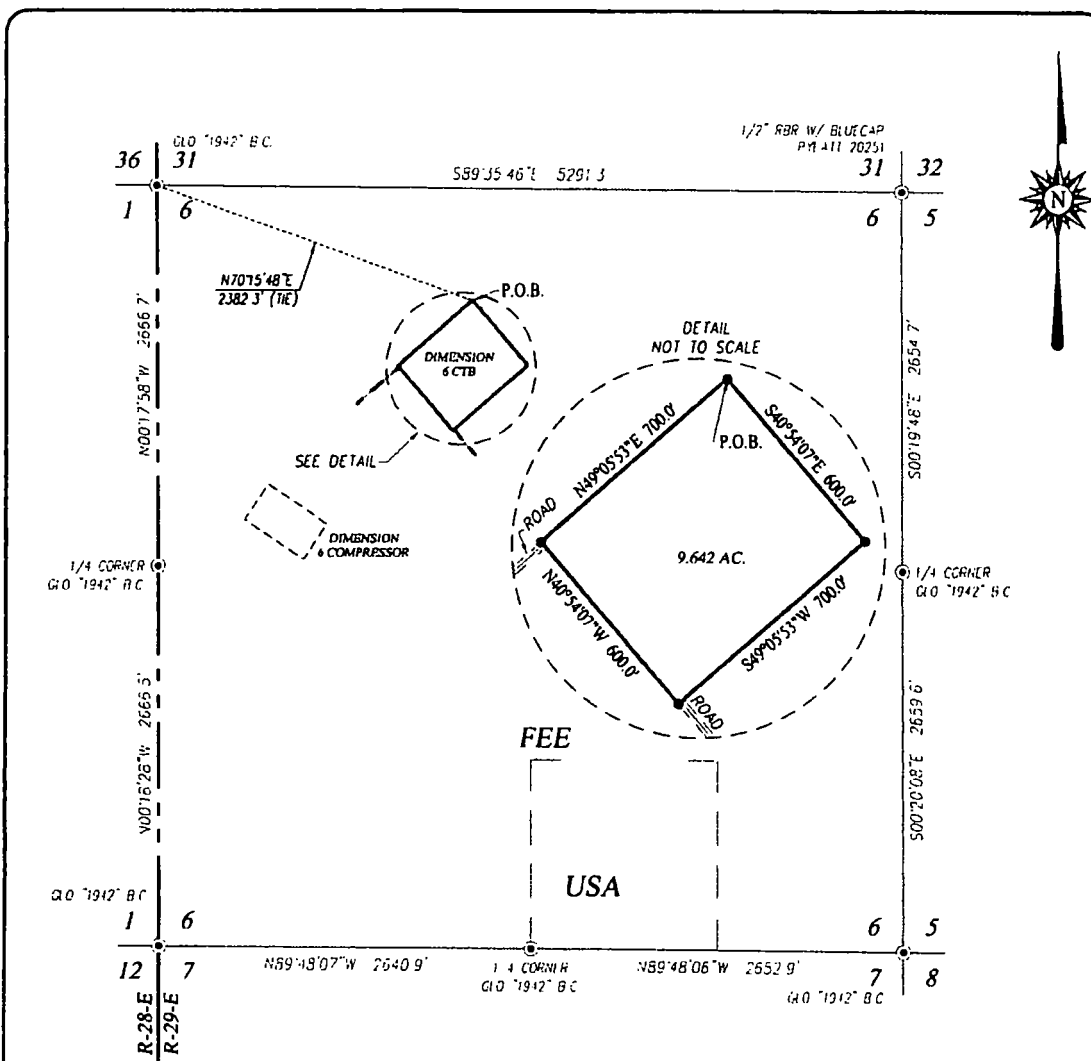 GLO "1942" B.C.
1/2" RBR W/ BLUECAP
PYEATT 20251
36 31
31 32
S89°35'46"E 5291.3'
1 6
6 5
N
N70°15'48"E
2382.3' (TIE)
P.O.B.
DIMENSION
6 CTB
SEE DETAIL
DIMENSION
6 COMPRESSOR
N00°17'58"W 2666.7'
DETAIL
NOT TO SCALE
P.O.B.
N49°05'53"E 700.0'
S40°54'07"E 600.0'
ROAD
9.642 AC.
N40°54'07"W 600.0'
S49°05'53"W 700.0'
ROAD
S00°19'48"E 2654.7'
1/4 CORNER
GLO "1942" B.C.
1/4 CORNER
GLO "1942" B.C.
N00°16'26"W 2666.5'
S00°20'08"E 2659.6'
FEE
USA
GLO "1942" B.C.
1 6
6 5
12 7
N89°48'07"W 2640.9'
1/4 CORNER
GLO "1942" B.C.
N89°48'06"W 2652.9'
7 8
GLO "1942" B.C.
R-28-E
R-29-E